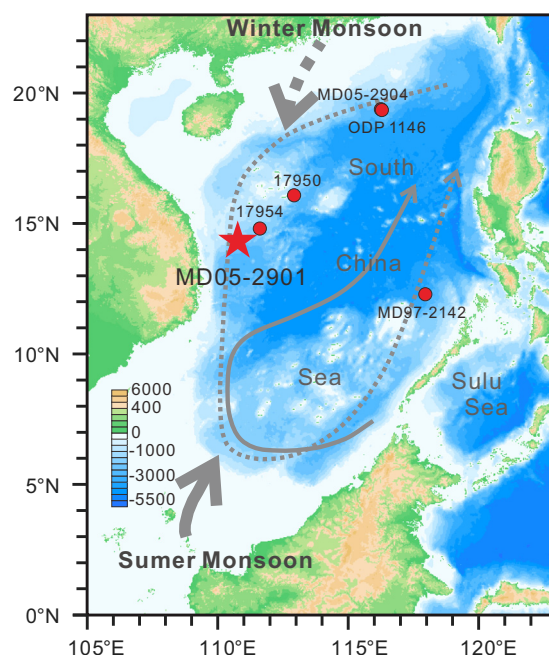 Winter Monsoon
20°N
MD05-2904
ODP 1146
South
17950
15°N
17954
China
MD05-2901
MD97-2142
10°N
Sea
Sulu
Sea
6000
400
0
-1000
-3000
-5500
5°N
Sumer Monsoon
0°N
105°E
110°E
115°E
120°E